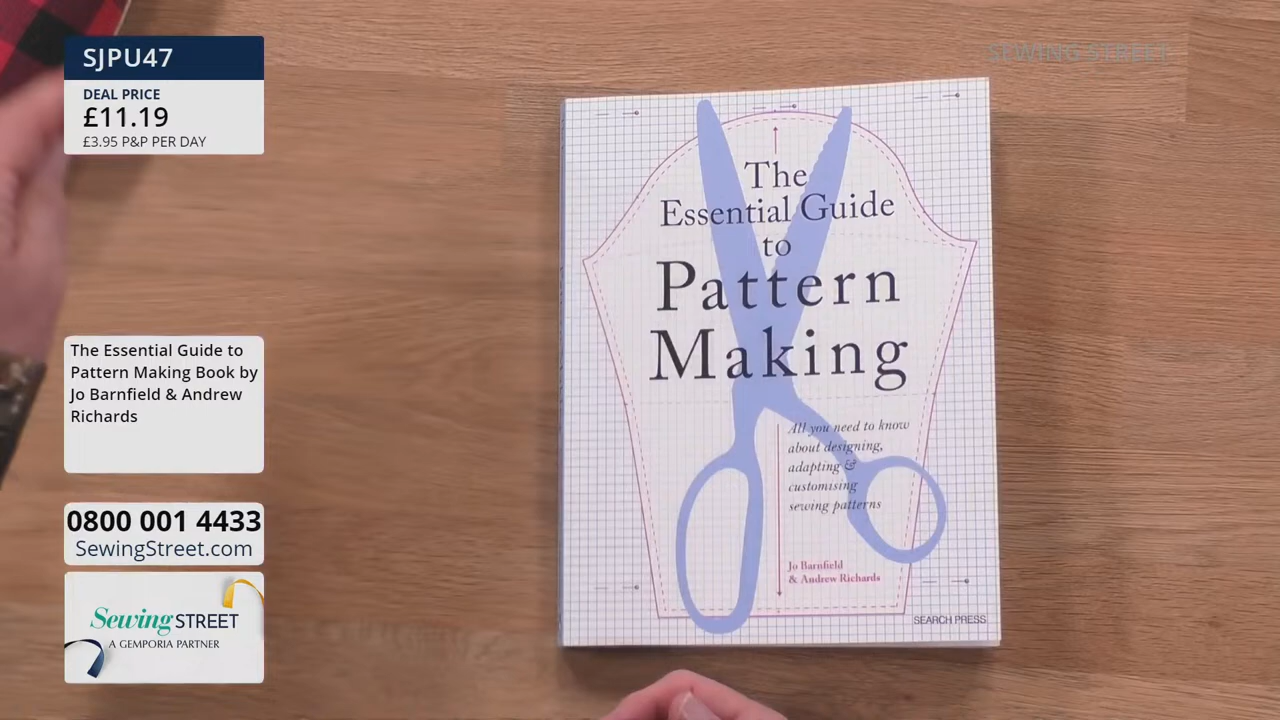 SJPU47
DEAL PRICE
£11.19
£3.95 P&P PER DAY
The Essential Guide to
Pattern Making Book by
Jo Barnfield & Andrew
Richards
0800 001 4433
SewingStreet.com
Sewing STREET
A GEMPORIA PARTNER
SEWING STREET
The
Essential Guide
to
Pattern
Making
All you need to know
about designing,
adapting &
customising
sewing patterns
Jo Barnfield
& Andrew Richards
SEARCH PRESS